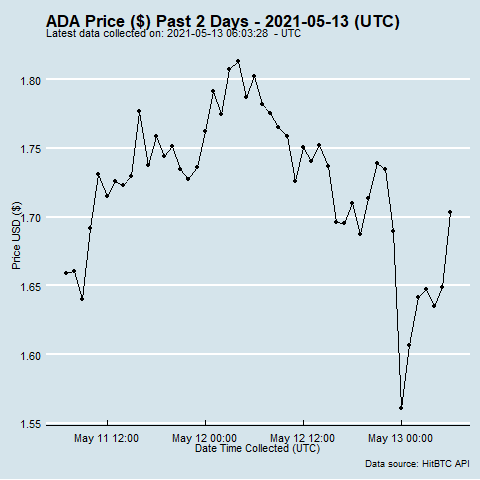 ADA Price ($) Past 2 Days - 2021-05-13 (UTC)
Latest data collected on: 2021-05-13 06:03:28 - UTC
1.80
1.75
1.70
1.65
1.60
1.55
Price USD ($)
May 11 12:00
May 12 00:00
May 12 12:00
May 13 00:00
Date Time Collected (UTC)
Data source: HitBTC API